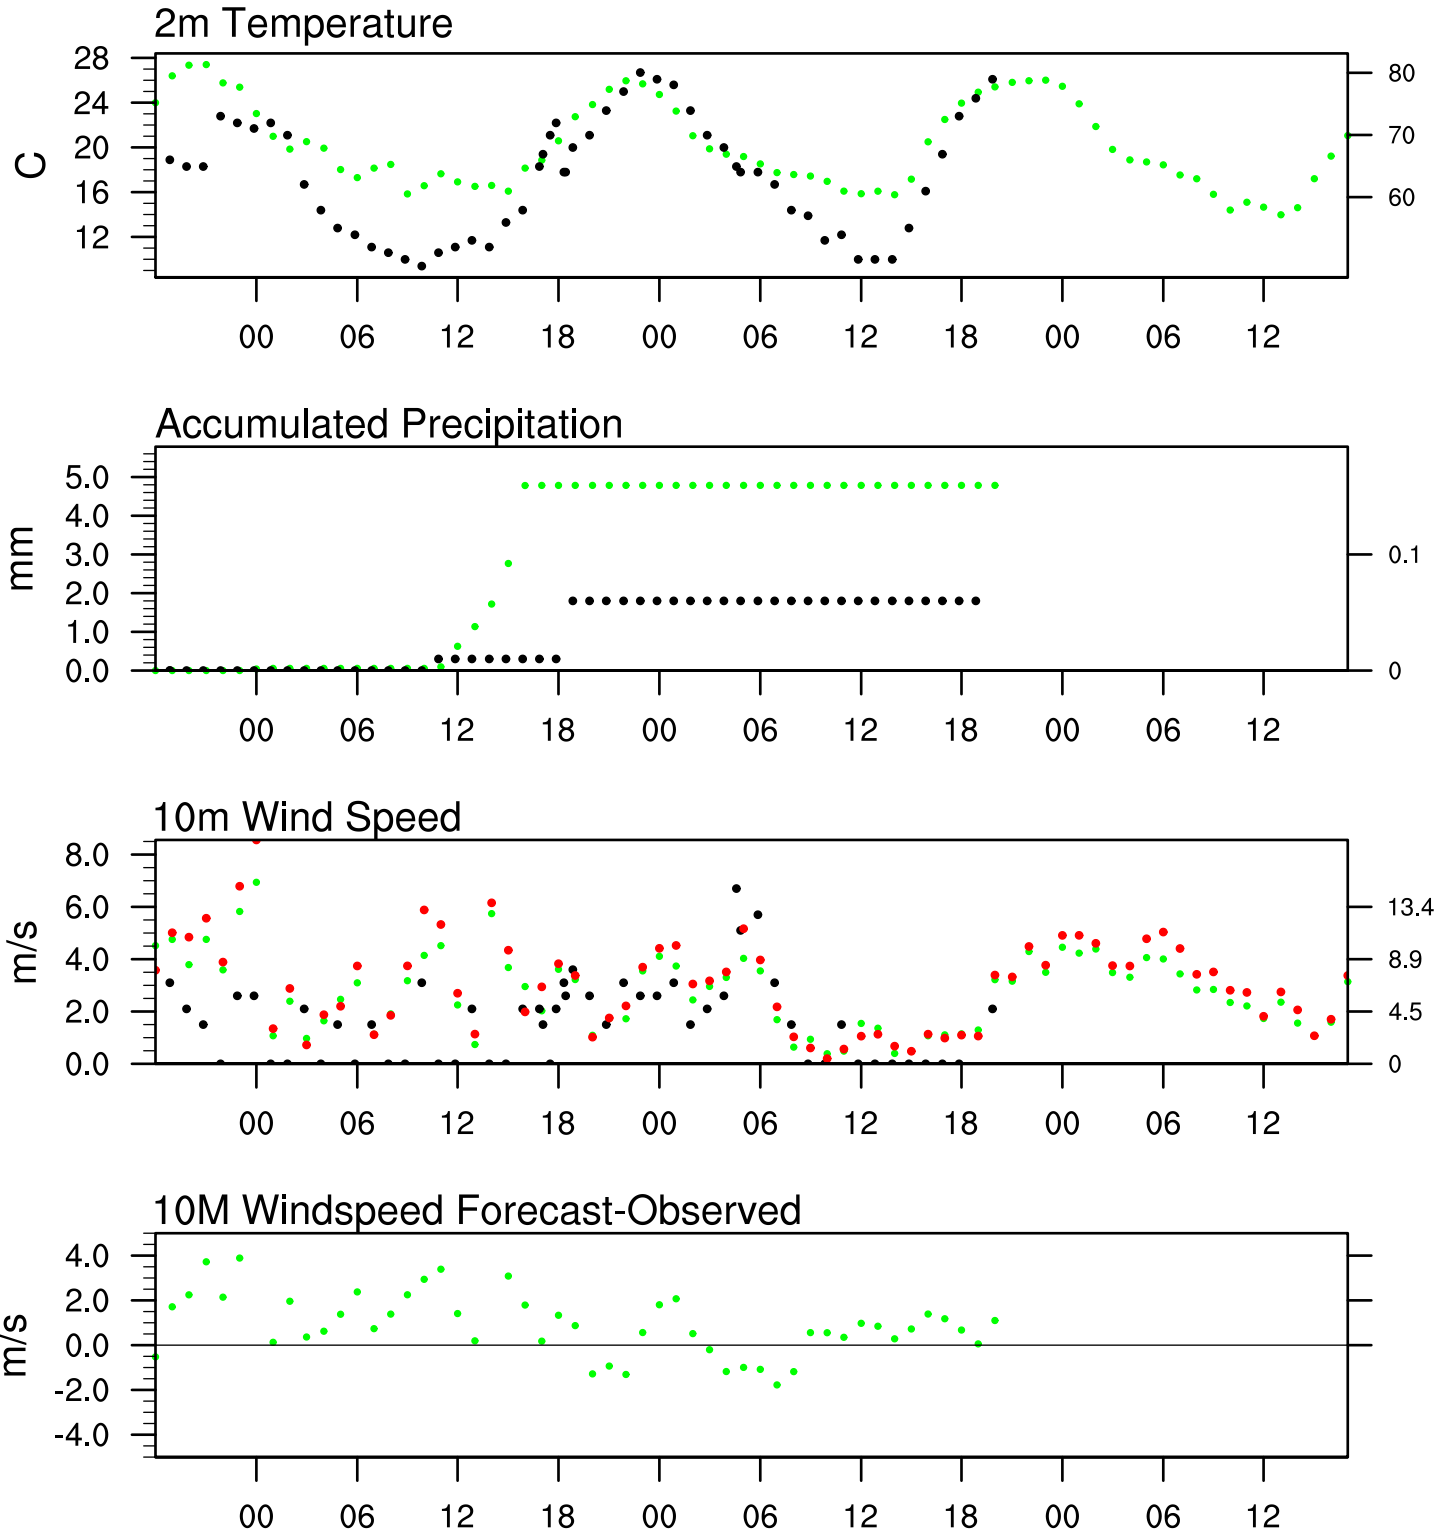 2m Temperature
28
24
20
16
12
C
80
70
60
00 06 12 18 00 06 12 18 00 06 12
Accumulated Precipitation
5.0
4.0
3.0
2.0
1.0
0.0
mm
0.1
0
00 06 12 18 00 06 12 18 00 06 12
10m Wind Speed
8.0
6.0
4.0
2.0
0.0
m/s
13.4
8.9
4.5
0
00 06 12 18 00 06 12 18 00 06 12
10M Windspeed Forecast-Observed
4.0
2.0
0.0
-2.0
-4.0
m/s
00 06 12 18 00 06 12 18 00 06 12